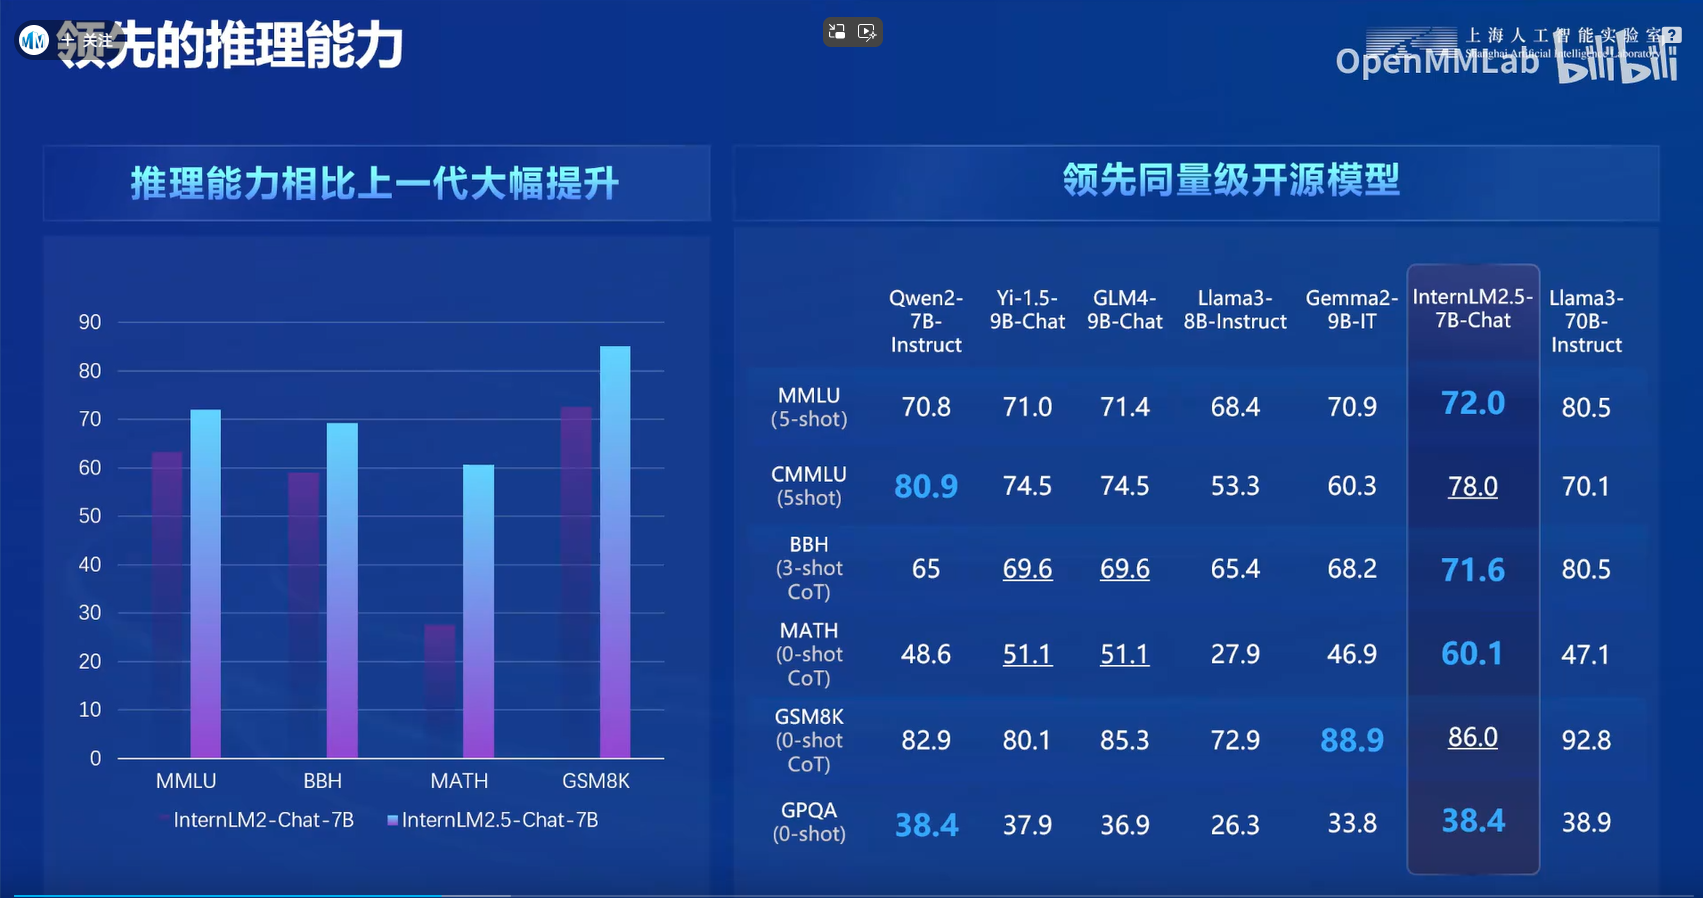 领先的推理能力
+ 关注
上海人工智能实验室
Shanghai Artificial Intelligence Laboratory
OpenMMLab bilibili
推理能力相比上一代大幅提升
90
80
70
60
50
40
30
20
10
0
MMLU BBH MATH GSM8K
InternLM2-Chat-7B InternLM2.5-Chat-7B
领先同量级开源模型
Qwen2-7B-Instruct Yi-1.5-9B-Chat GLM4-9B-Chat Llama3-8B-Instruct Gemma2-9B-IT InternLM2.5-7B-Chat Llama3-70B-Instruct
MMLU (5-shot) 70.8 71.0 71.4 68.4 70.9 72.0 80.5
CMMLU (5shot) 80.9 74.5 74.5 53.3 60.3 78.0 70.1
BBH (3-shot CoT) 65 69.6 69.6 65.4 68.2 71.6 80.5
MATH (0-shot CoT) 48.6 51.1 51.1 27.9 46.9 60.1 47.1
GSM8K (0-shot CoT) 82.9 80.1 85.3 72.9 88.9 86.0 92.8
GPQA (0-shot) 38.4 37.9 36.9 26.3 33.8 38.4 38.9